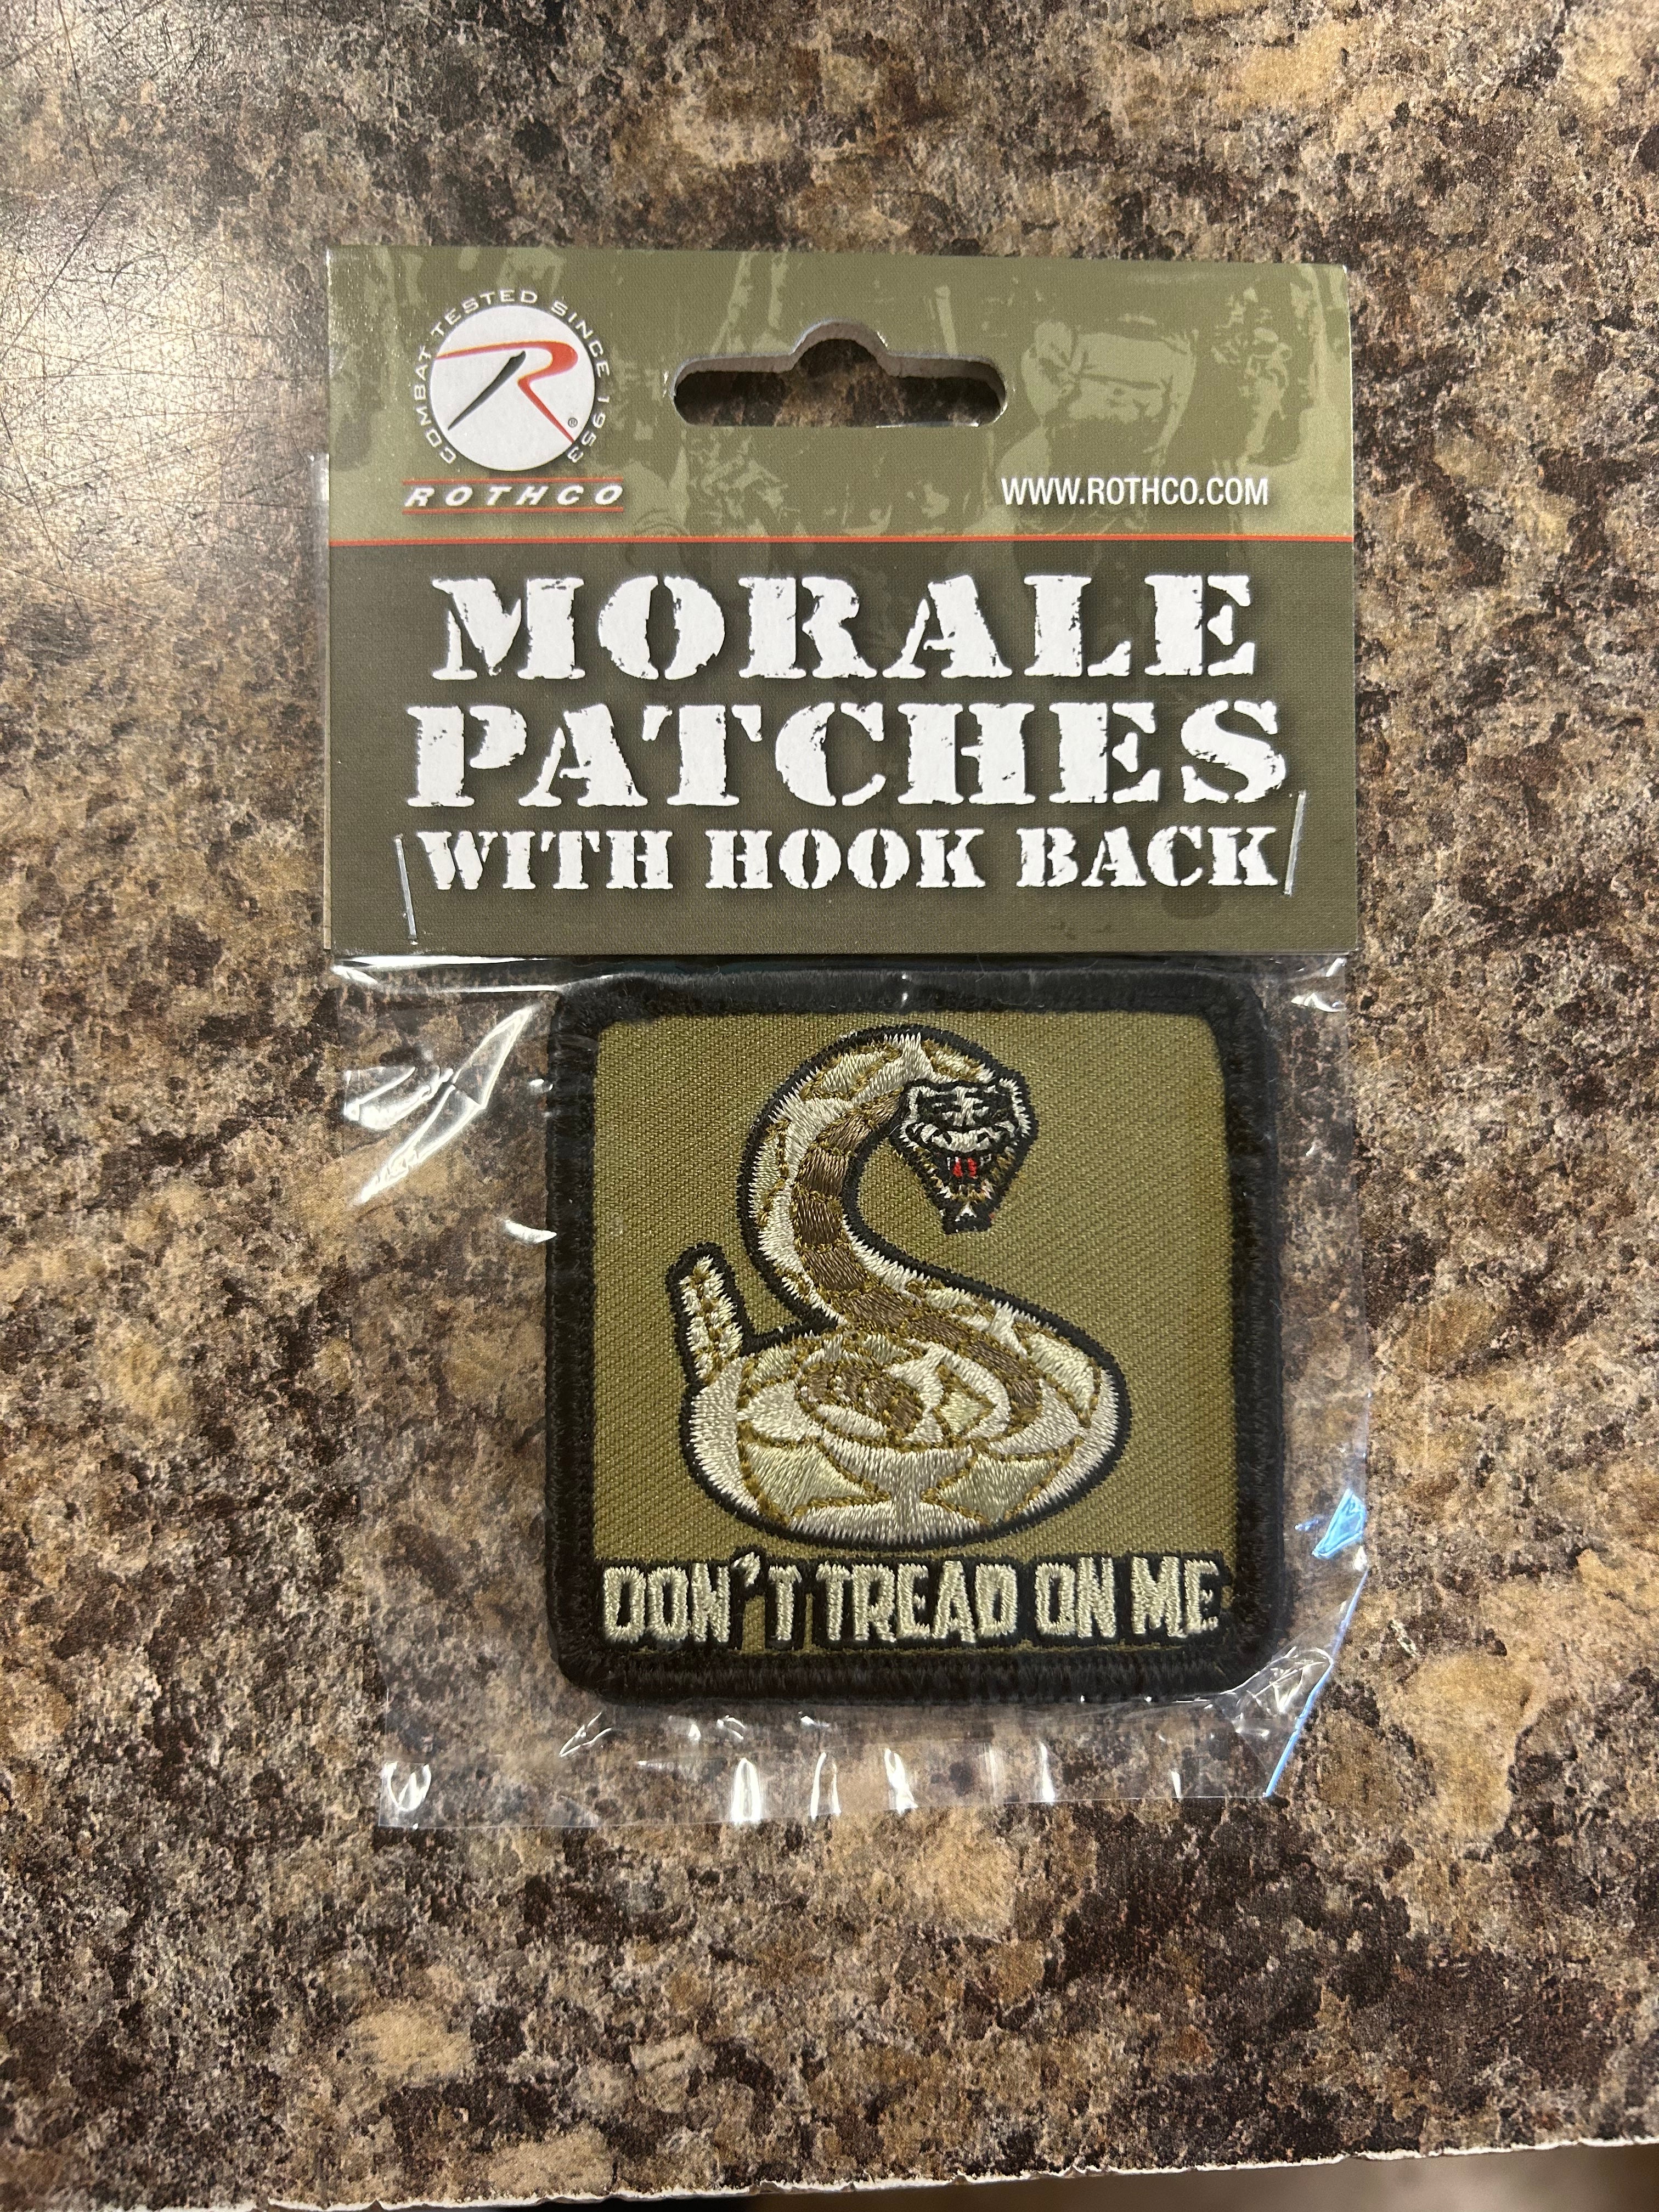 COMBAT TESTED SINCE 1953
R®
ROTHCO
WWW.ROTHCO.COM
MORALE
PATCHES
WITH HOOK BACK
DON'T TREAD ON ME